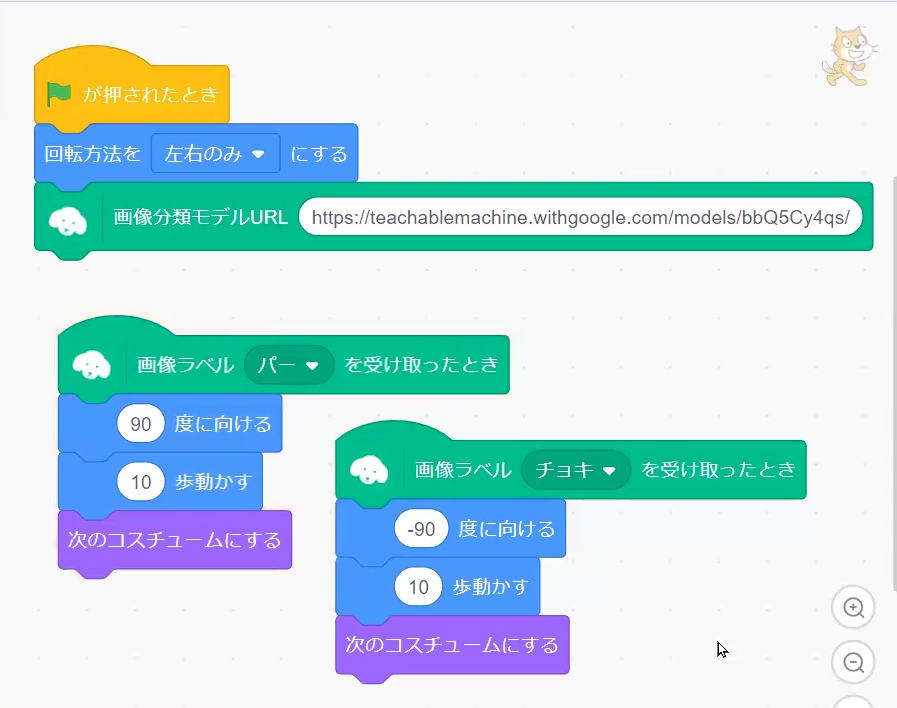 が押されたとき
回転方法を 左右のみ にする
画像分類モデルURL https://teachablemachine.withgoogle.com/models/bbQ5Cy4qs/
画像ラベル パー を受け取ったとき
90 度に向ける
10 歩動かす
次のコスチュームにする
画像ラベル チョキ を受け取ったとき
-90 度に向ける
10 歩動かす
次のコスチュームにする